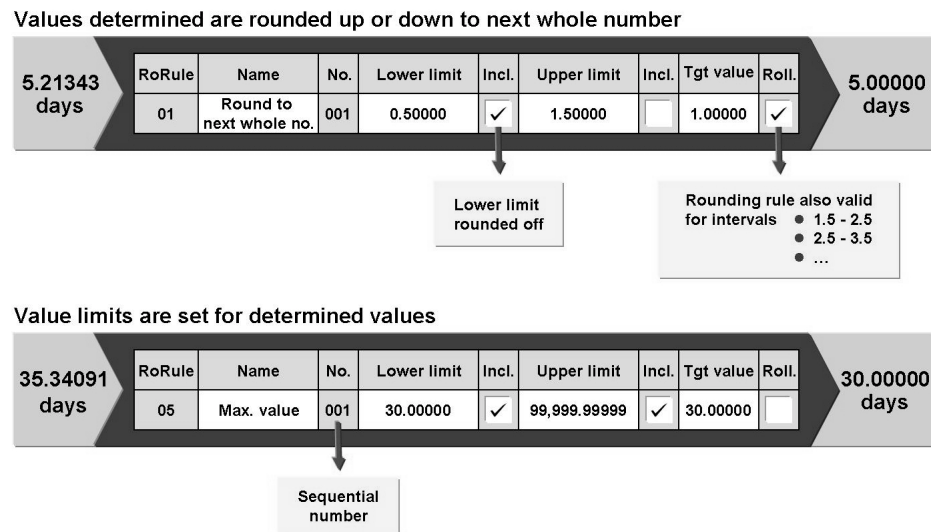 Values determined are rounded up or down to next whole number
5.21343
days
RoRule Name No. Lower limit Incl. Upper limit Incl. Tgt value Roll.
01 Round to
next whole no. 001 0.50000 ✓ 1.50000 1.00000 ✓
5.00000
days
Lower limit
rounded off
Rounding rule also valid
for intervals ● 1.5 - 2.5
● 2.5 - 3.5
● ...
Value limits are set for determined values
35.34091
days
RoRule Name No. Lower limit Incl. Upper limit Incl. Tgt value Roll.
05 Max. value 001 30.00000 ✓ 99,999.99999 ✓ 30.00000
30.00000
days
Sequential
number